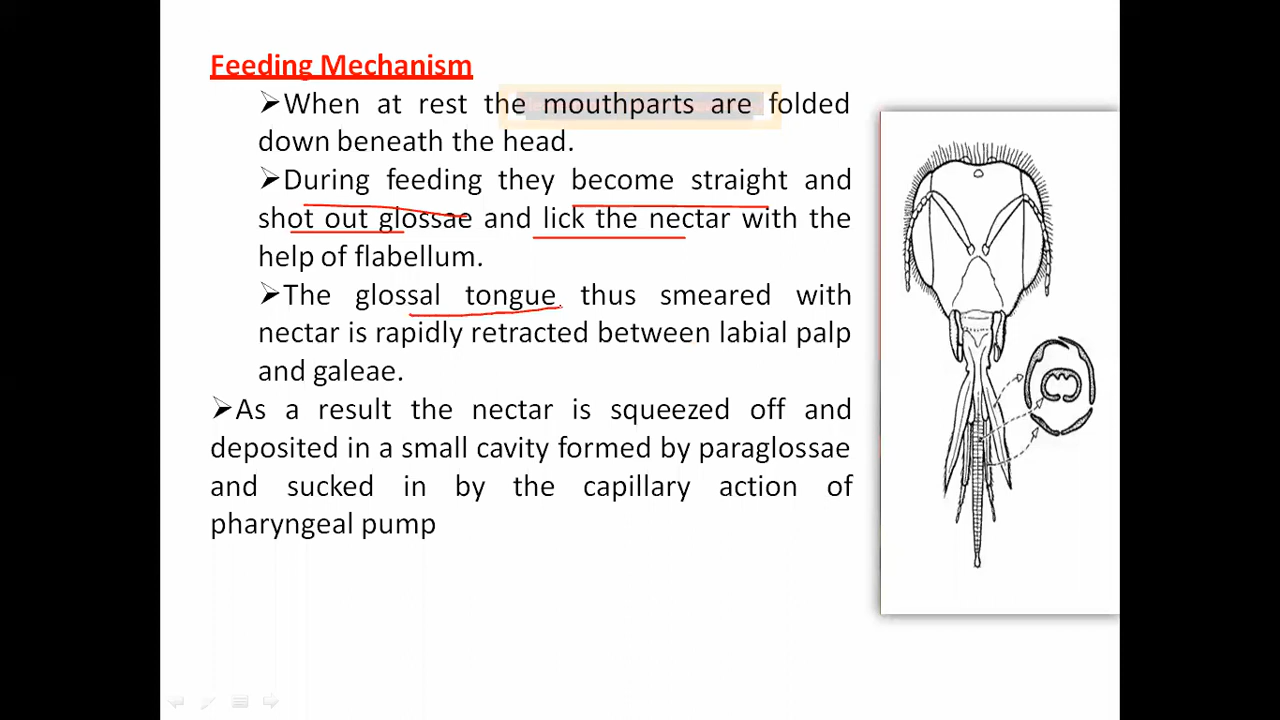 Feeding Mechanism
➢When at rest the mouthparts are folded
down beneath the head.
➢During feeding they become straight and
shot out glossae and lick the nectar with the
help of flabellum.
➢The glossal tongue thus smeared with
nectar is rapidly retracted between labial palp
and galeae.
➢As a result the nectar is squeezed off and
deposited in a small cavity formed by paraglossae
and sucked in by the capillary action of
pharyngeal pump